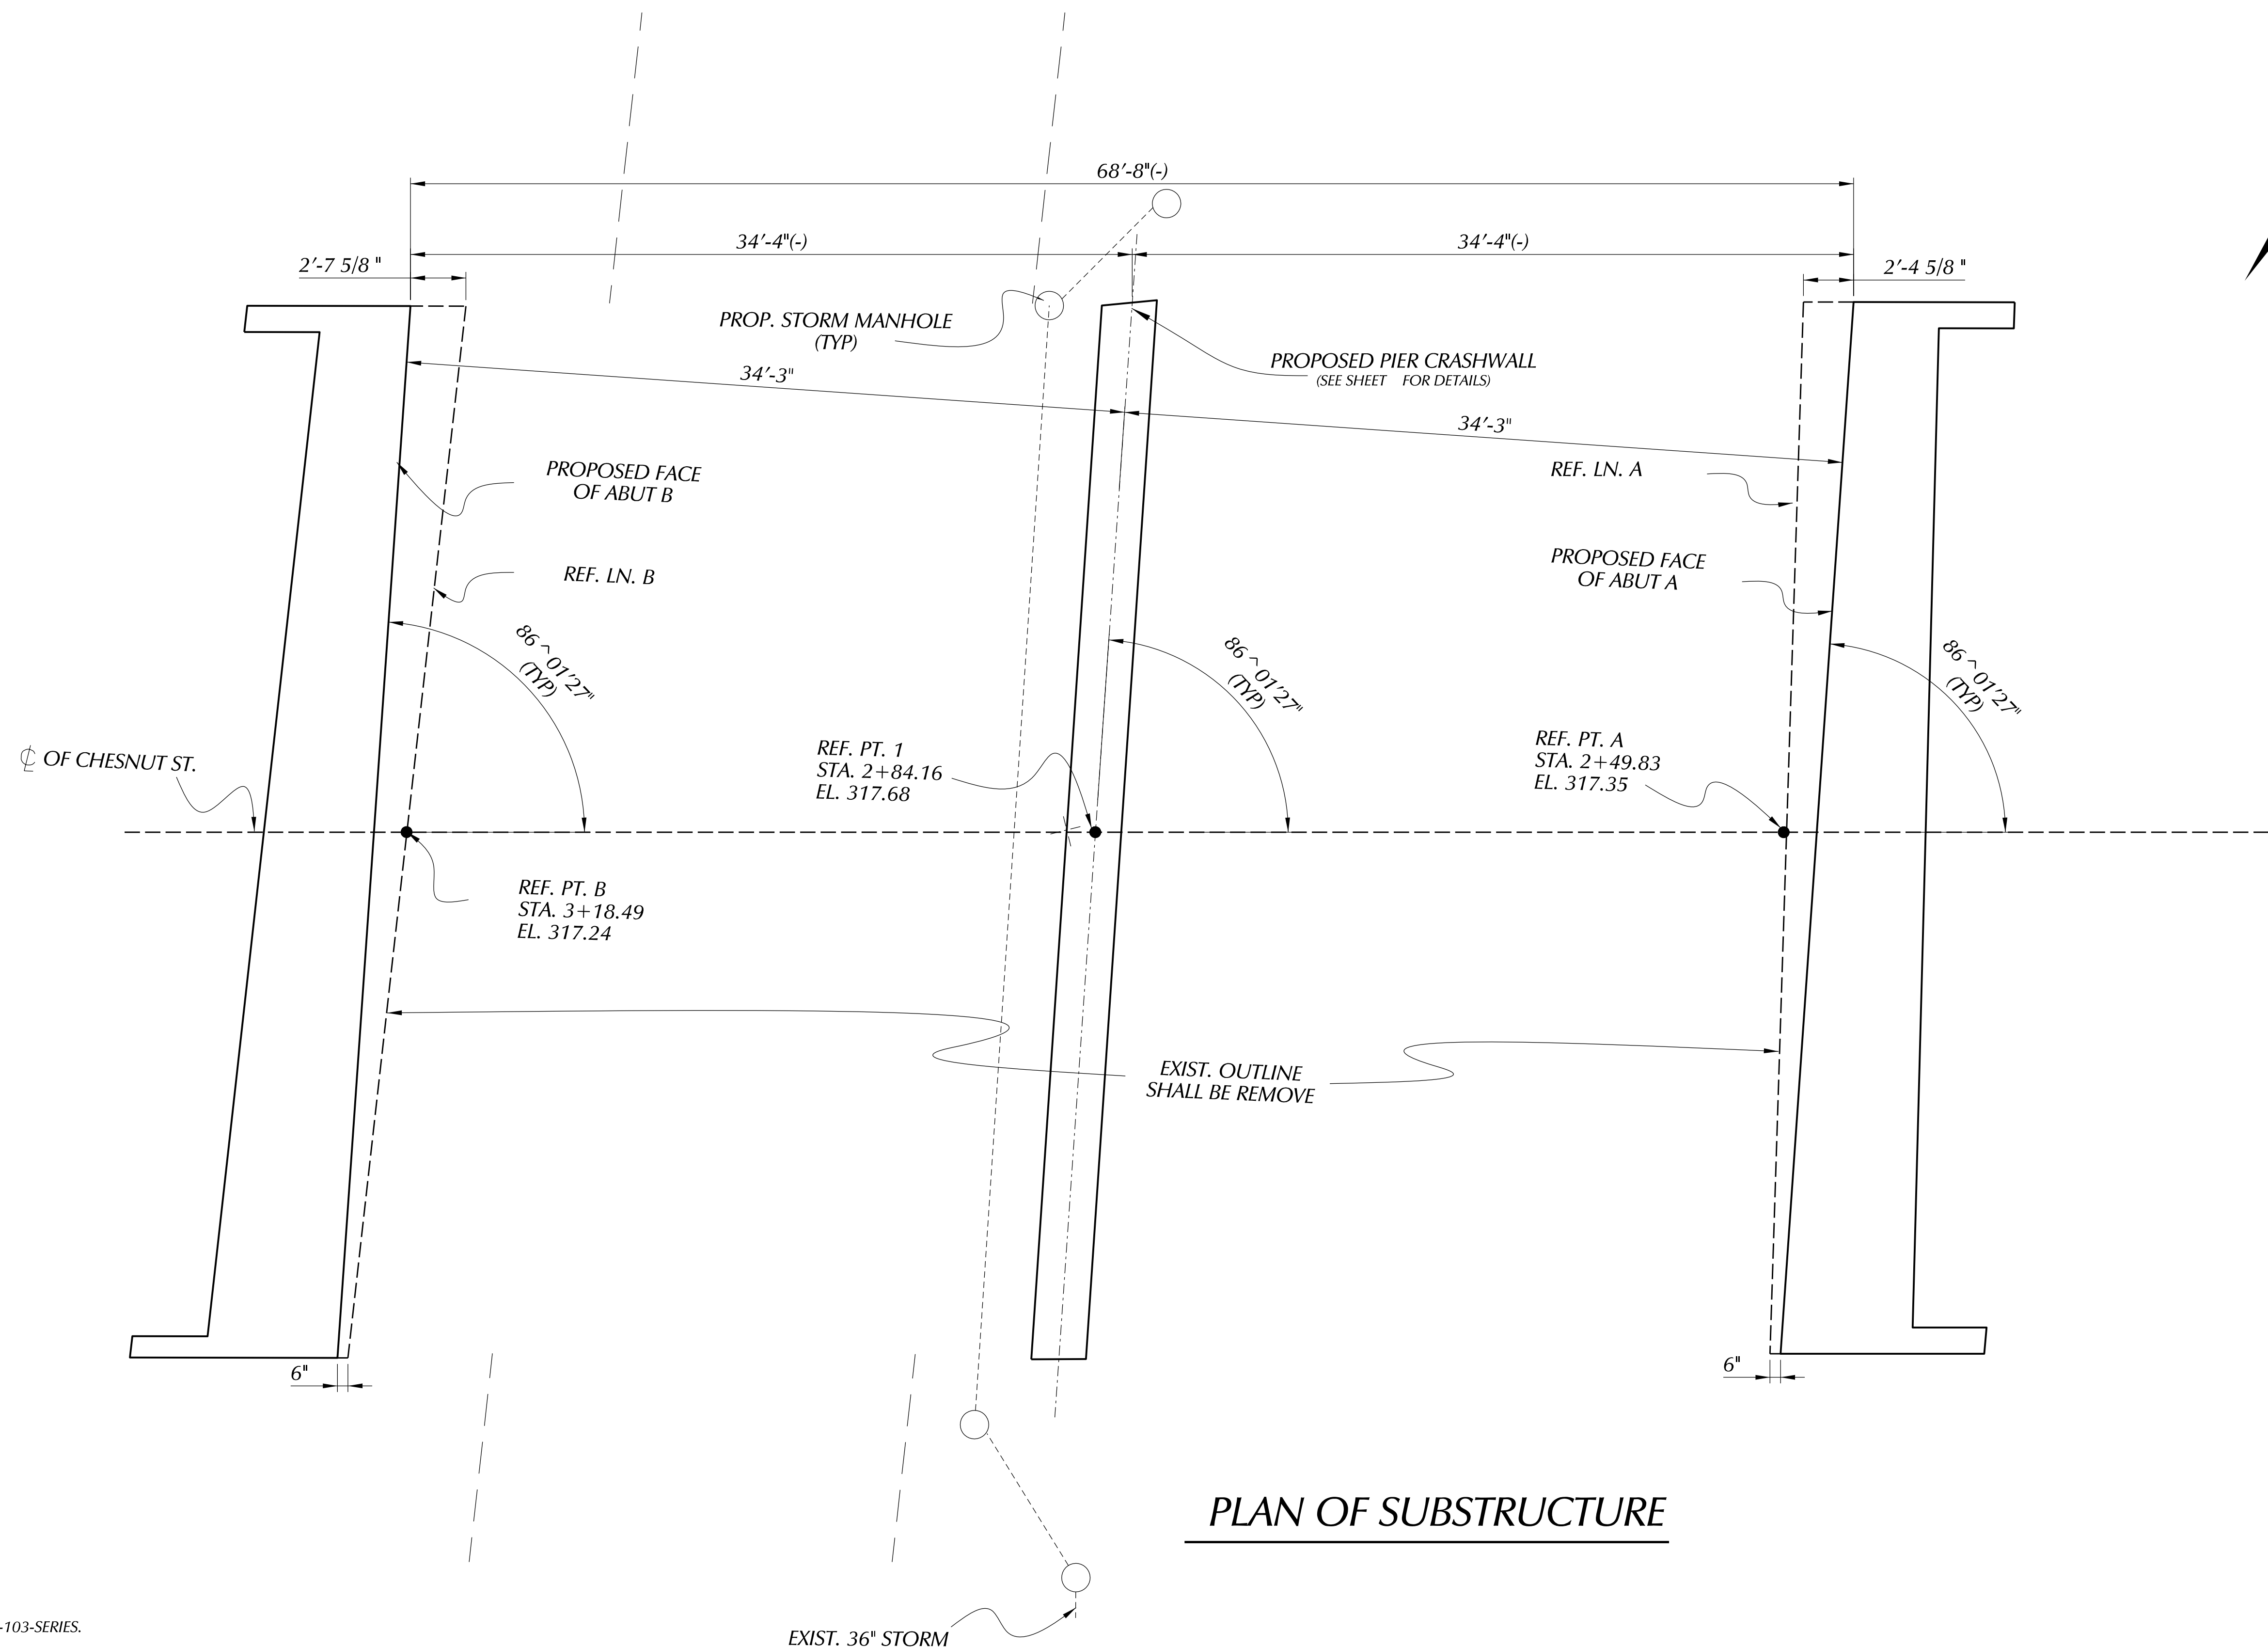 68'-8"(-)
34'-4"(-)
34'-4"(-)
2'-7 5/8 "
2'-4 5/8 "
PROP. STORM MANHOLE
(TYP)
PROPOSED PIER CRASHWALL
(SEE SHEET FOR DETAILS)
34'-3"
34'-3"
PROPOSED FACE
OF ABUT B
REF. LN. A
REF. LN. B
PROPOSED FACE
OF ABUT A
86 ^ 01'27"
(TYP)
86 ^ 01'27"
(TYP)
86 ^ 01'27"
(TYP)
℄ OF CHESNUT ST.
REF. PT. 1
STA. 2+84.16
EL. 317.68
REF. PT. A
STA. 2+49.83
EL. 317.35
REF. PT. B
STA. 3+18.49
EL. 317.24
EXIST. OUTLINE
SHALL BE REMOVE
6"
6"
PLAN OF SUBSTRUCTURE
-103-SERIES.
EXIST. 36" STORM